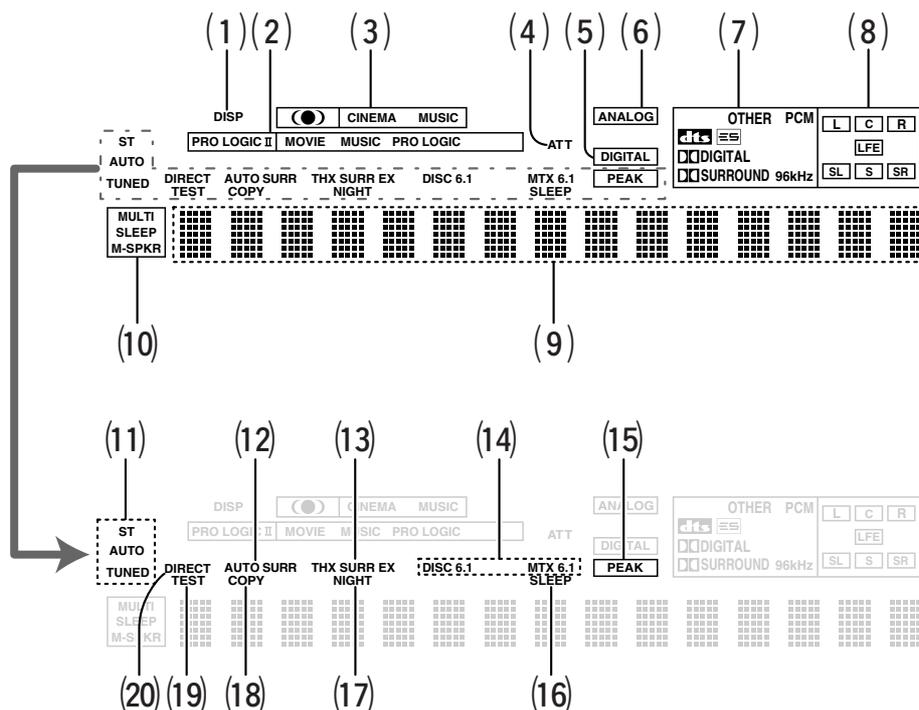 (1) (2) (3) (4) (5) (6) (7) (8)
DISP CINEMA MUSIC ANALOG OTHER PCM L C R
ST PRO LOGIC II MOVIE MUSIC PRO LOGIC ATT dts ES LFE
AUTO DIGITAL DIGITAL
TUNED DIRECT AUTO SURR THX SURR EX DISC 6.1 MTX 6.1 PEAK SURROUND 96kHz SL S SR
TEST COPY NIGHT SLEEP
MULTI
SLEEP
M-SPKR
(10) (9)
(11) (12) (13) (14) (15)
DISP CINEMA MUSIC ANALOG OTHER PCM L C R
ST PRO LOGIC II MOVIE MUSIC PRO LOGIC ATT dts ES LFE
AUTO DIGITAL DIGITAL
TUNED DIRECT AUTO SURR THX SURR EX DISC 6.1 MTX 6.1 PEAK SURROUND 96kHz SL S SR
TEST COPY NIGHT SLEEP
MULTI
SLEEP
M-S KR
(20) (19) (18) (17) (16)